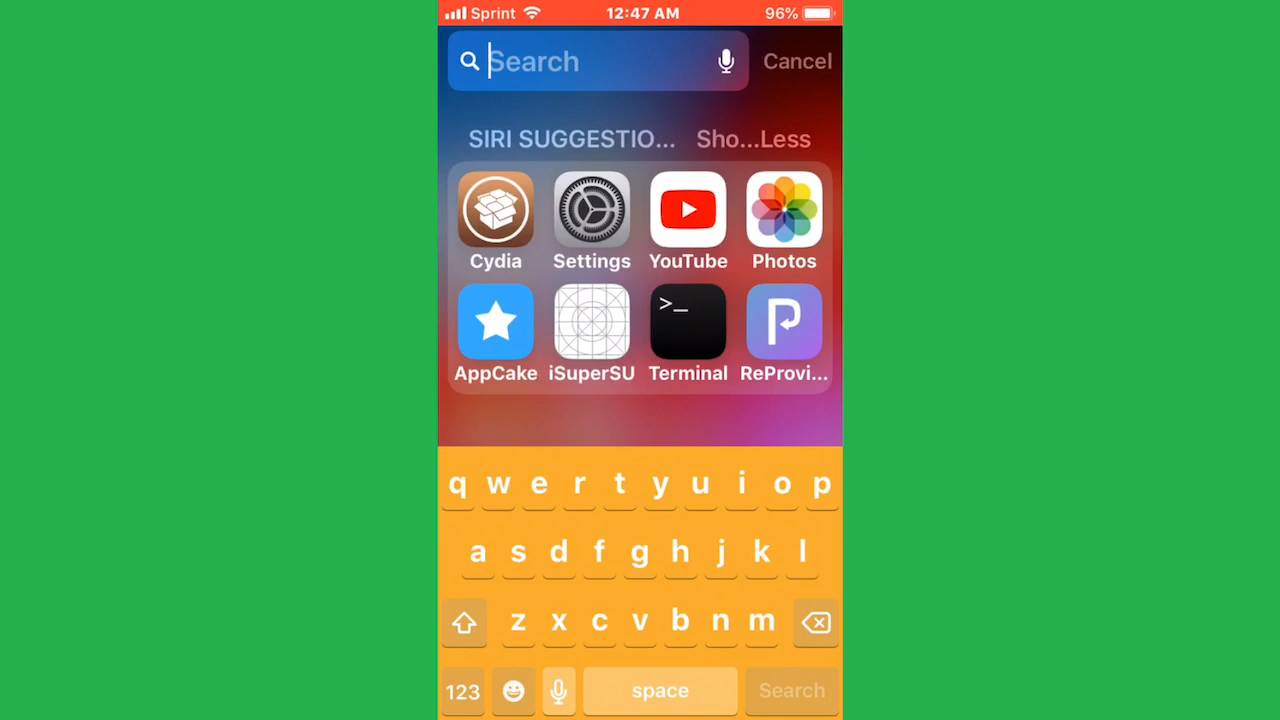 Sprint 12:47 AM 96%
Search Cancel
SIRI SUGGESTIO... Sho...Less
Cydia Settings YouTube Photos
>_
AppCake iSuperSU Terminal ReProvi...
q w e r t y u i o p
a s d f g h j k l
z x c v b n m
123 space Search